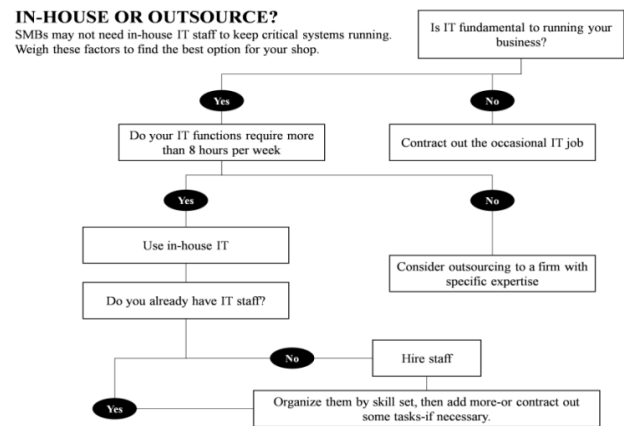 IN-HOUSE OR OUTSOURCE?
SMBs may not need in-house IT staff to keep critical systems running.
Weigh these factors to find the best option for your shop.
Is IT fundamental to running your
business?
Yes
No
Do your IT functions require more
than 8 hours per week
Contract out the occasional IT job
Yes
No
Use in-house IT
Consider outsourcing to a firm with
specific expertise
Do you already have IT staff?
No
Hire staff
Yes
Organize them by skill set, then add more-or contract out
some tasks-if necessary.